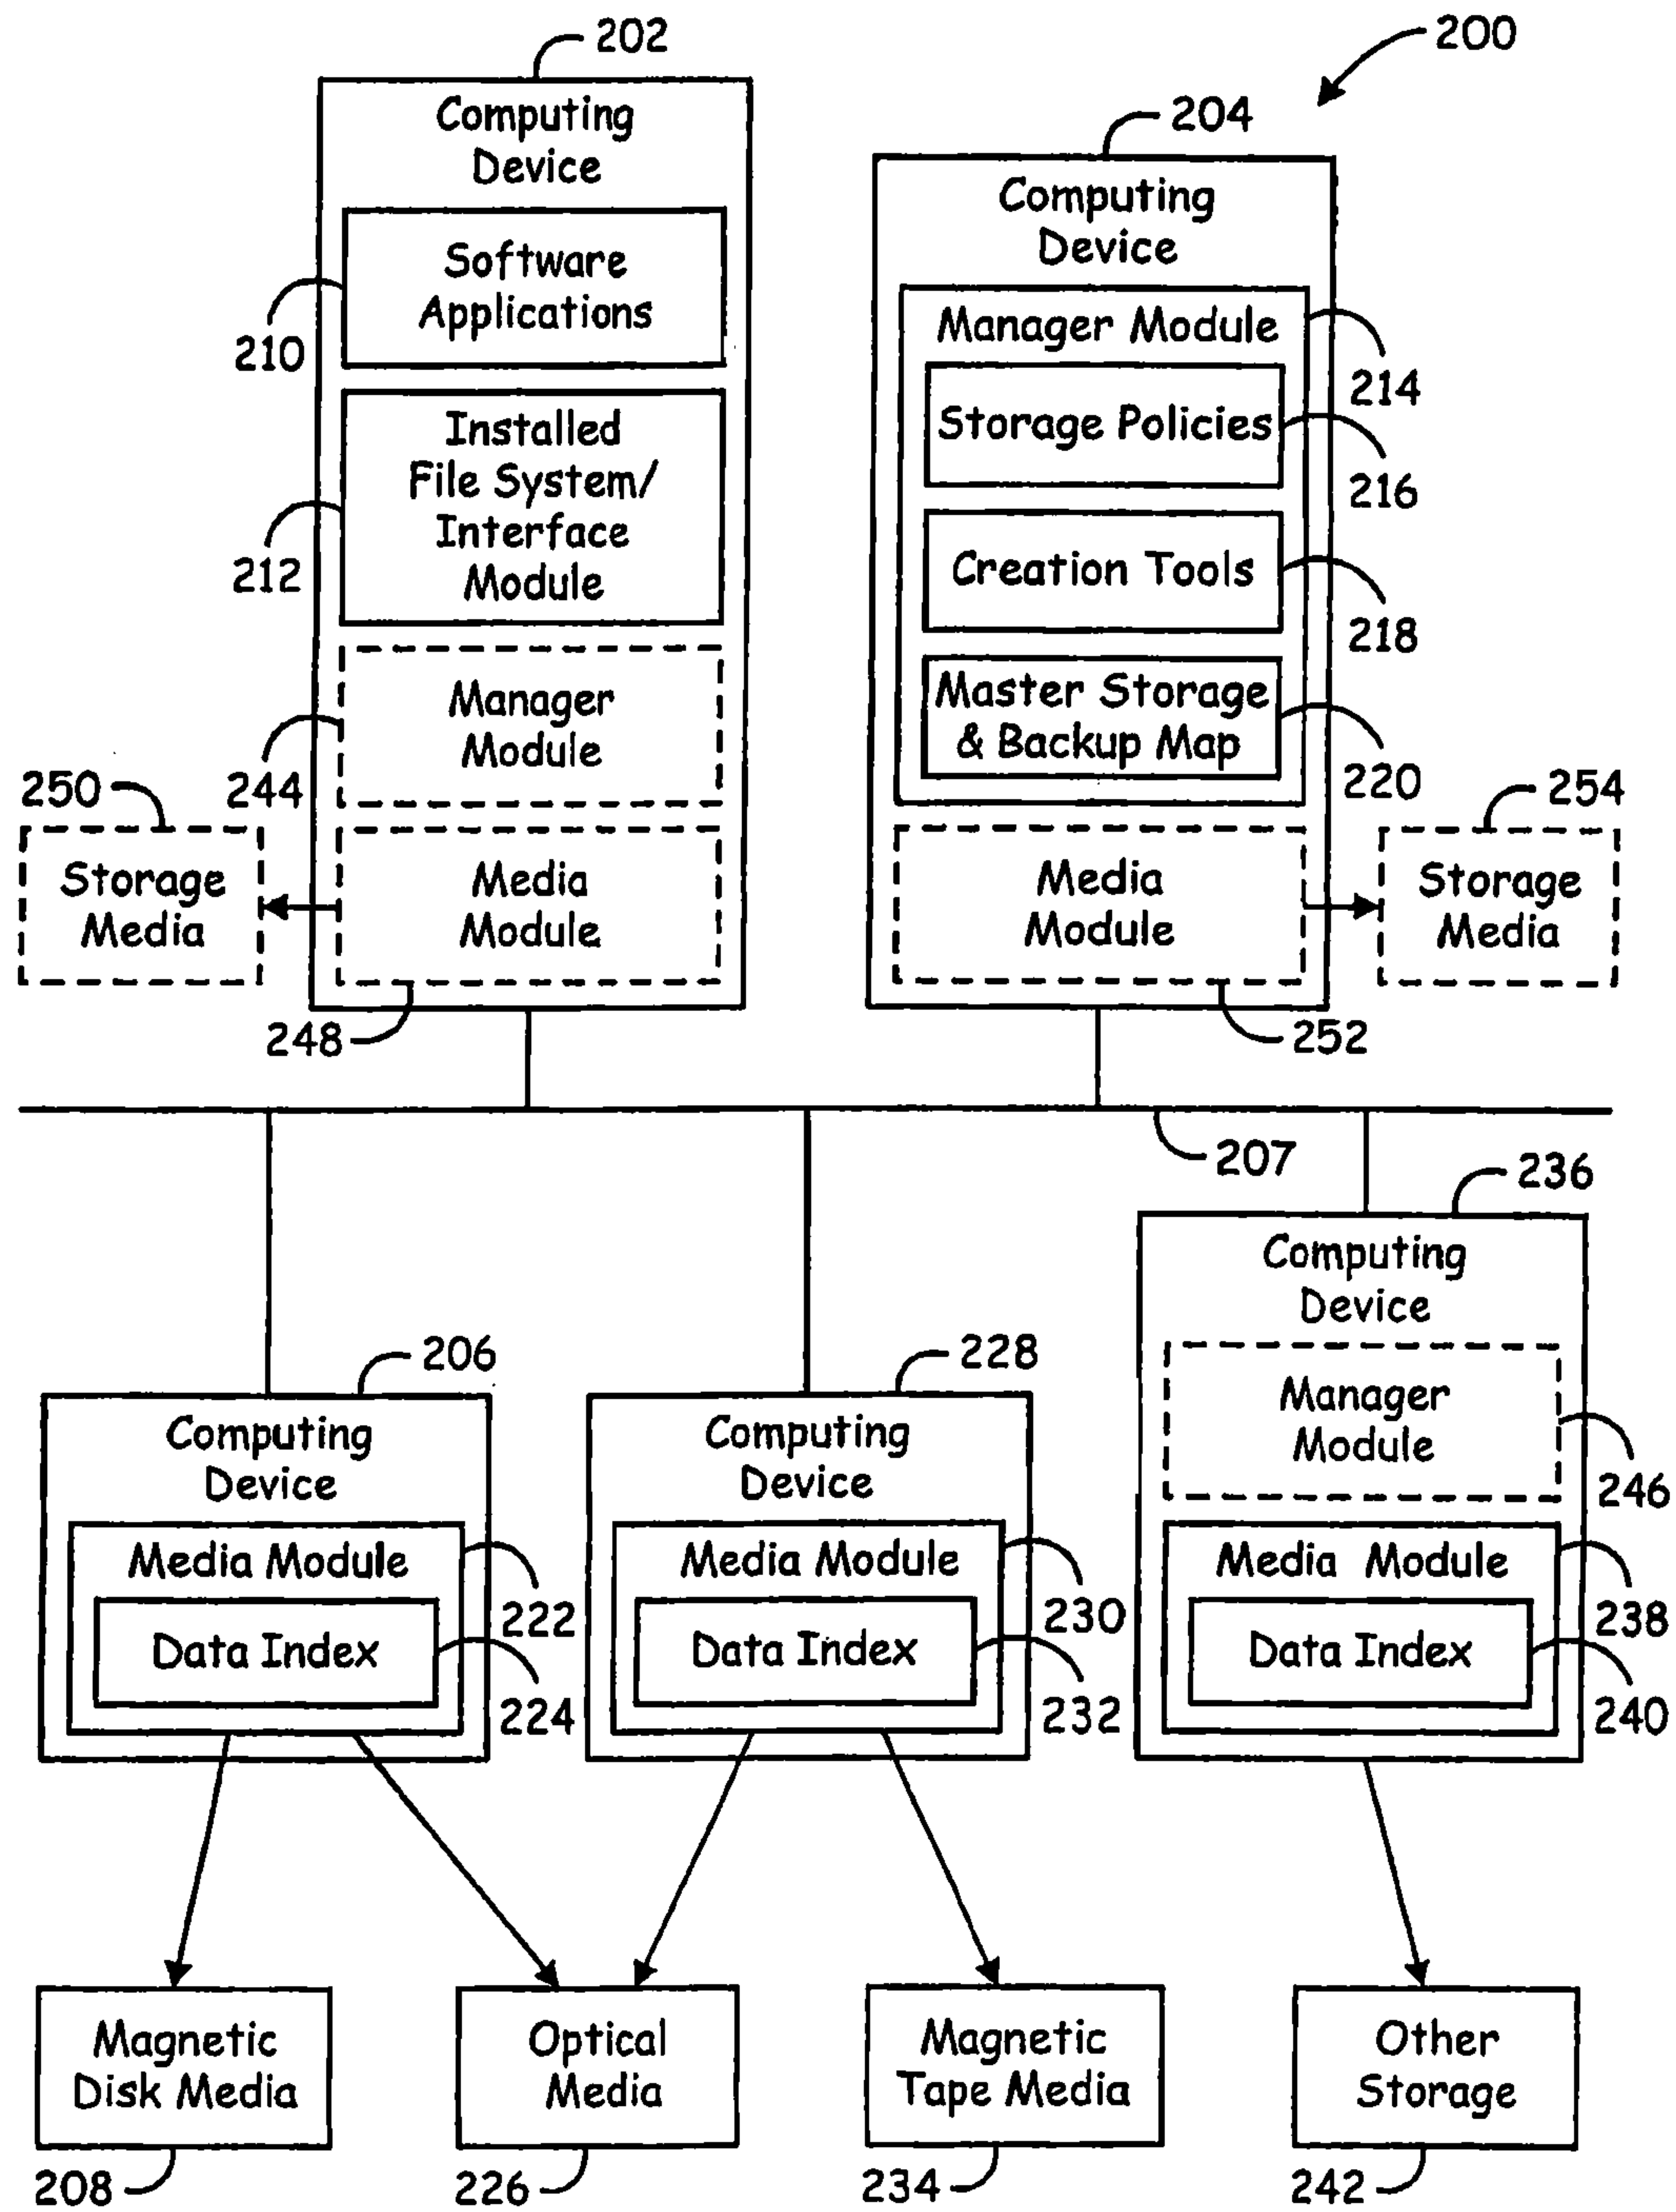 202
200
Computing
Device
204
Computing
Device
Software
Applications
210
Manager Module
214
Storage Policies
216
Installed
File System/
Interface
Module
212
Creation Tools
218
Manager
Module
244
Master Storage
& Backup Map
220
250
Storage
Media
Media
Module
248
Media
Module
252
254
Storage
Media
207
236
Computing
Device
Manager
Module
246
206
Computing
Device
228
Computing
Device
Media Module
222
Data Index
224
Media Module
230
Data Index
232
Media Module
238
Data Index
240
Magnetic
Disk Media
208
Optical
Media
226
Magnetic
Tape Media
234
Other
Storage
242